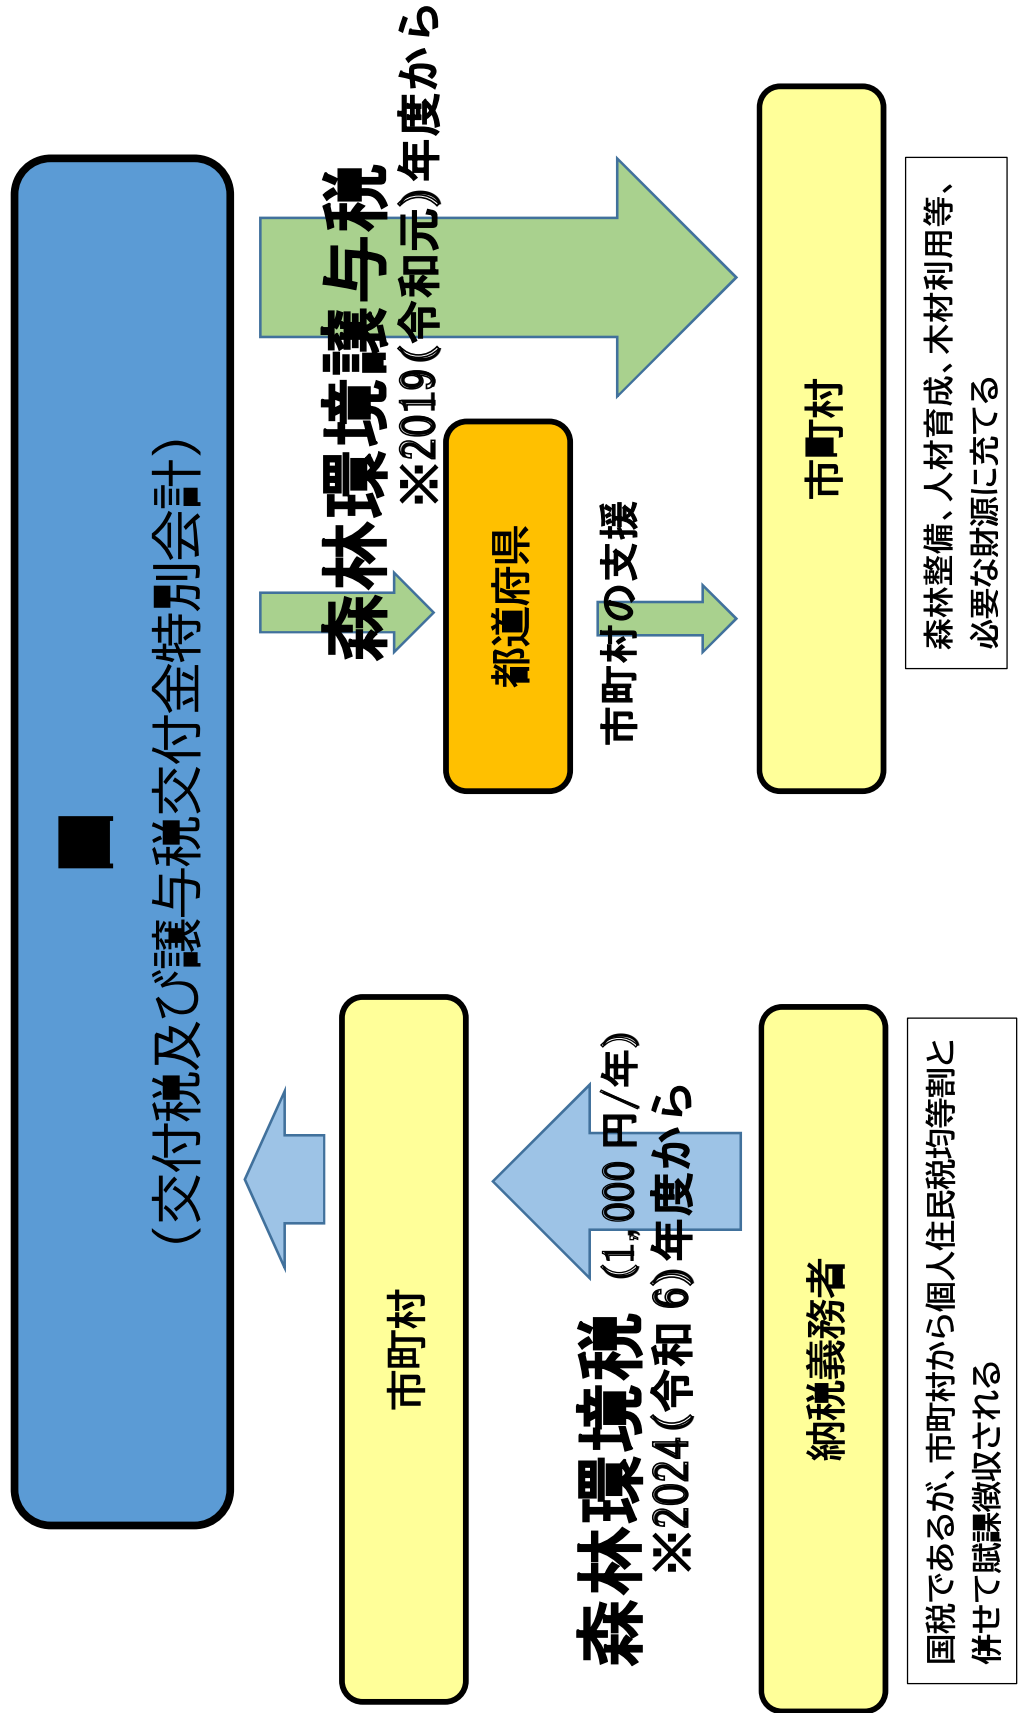 (交付税及び譲与税交付金特別会計)
市町村
森林環境税 (1,000円/年)
※2024(令和6)年度から
納税義務者
国税であるが、市町村から個人住民税均等割と
併せて賦課徴収される
森林環境譲与税
※2019(令和元)年度から
都道府県
市町村の支援
市町村
森林整備、人材育成、木材利用等、
必要な財源に充てる